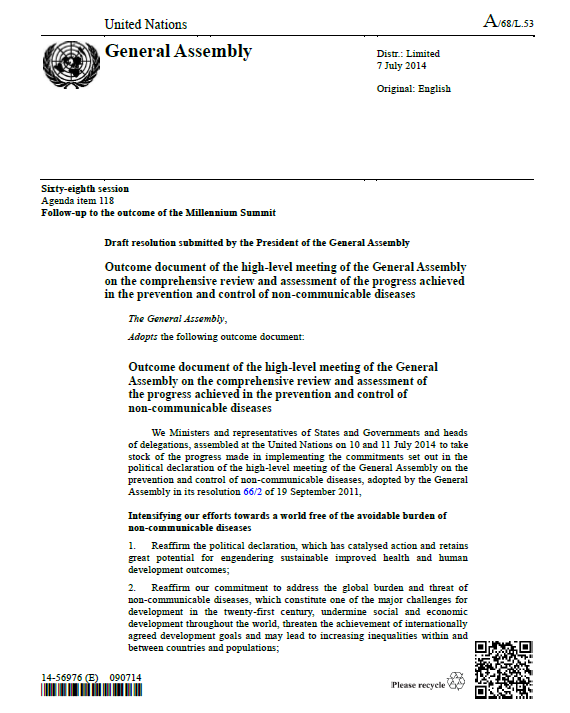 United Nations
A/68/L.53
General Assembly
Distr.: Limited
7 July 2014
Original: English
Sixty-eighth session
Agenda item 118
Follow-up to the outcome of the Millennium Summit
Draft resolution submitted by the President of the General Assembly
Outcome document of the high-level meeting of the General Assembly
on the comprehensive review and assessment of the progress achieved
in the prevention and control of non-communicable diseases
The General Assembly,
Adopts the following outcome document:
Outcome document of the high-level meeting of the General
Assembly on the comprehensive review and assessment of
the progress achieved in the prevention and control of
non-communicable diseases
We Ministers and representatives of States and Governments and heads
of delegations, assembled at the United Nations on 10 and 11 July 2014 to take
stock of the progress made in implementing the commitments set out in the
political declaration of the high-level meeting of the General Assembly on the
prevention and control of non-communicable diseases, adopted by the General
Assembly in its resolution 66/2 of 19 September 2011,
Intensifying our efforts towards a world free of the avoidable burden of
non-communicable diseases
1. Reaffirm the political declaration, which has catalysed action and retains
great potential for engendering sustainable improved health and human
development outcomes;
2. Reaffirm our commitment to address the global burden and threat of
non-communicable diseases, which constitute one of the major challenges for
development in the twenty-first century, undermine social and economic
development throughout the world, threaten the achievement of internationally
agreed development goals and may lead to increasing inequalities within and
between countries and populations;
14-56976 (E) 090714
Please recycle